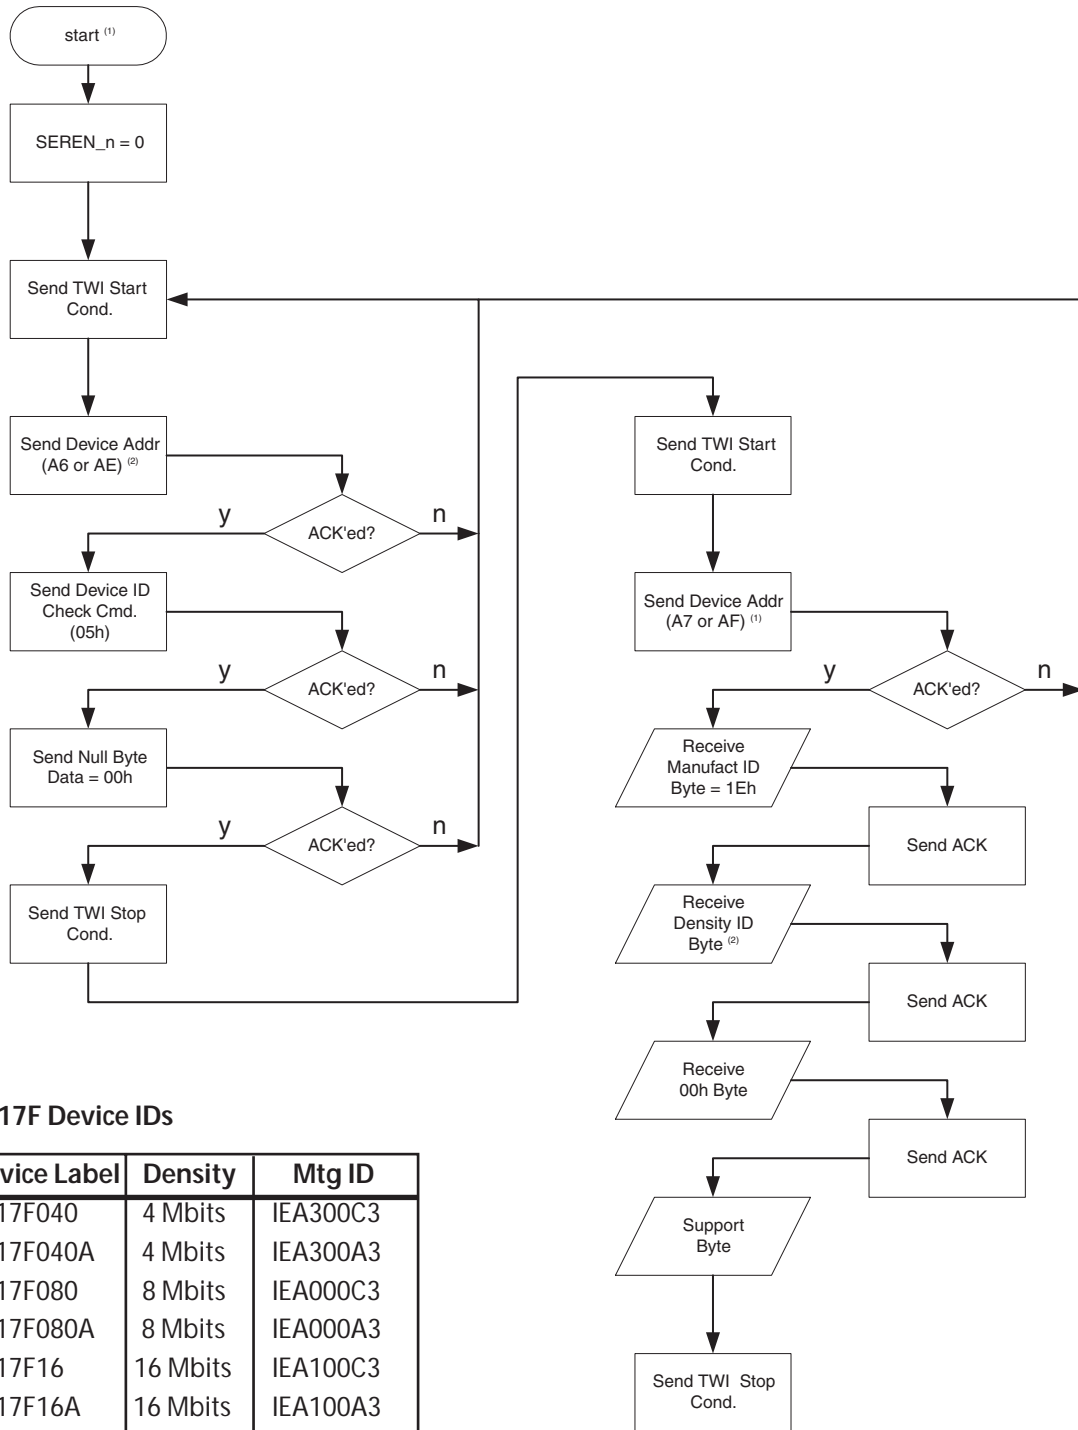 start (1)
SEREN_n = 0
Send TWI Start
Cond.
Send Device Addr
(A6 or AE) (2)
ACK'ed?
y
n
Send Device ID
Check Cmd.
(05h)
ACK'ed?
y
n
Send Null Byte
Data = 00h
ACK'ed?
y
n
Send TWI Stop
Cond.
Send TWI Start
Cond.
Send Device Addr
(A7 or AF) (1)
ACK'ed?
y
n
Receive
Manufact ID
Byte = 1Eh
Send ACK
Receive
Density ID
Byte (2)
Send ACK
Receive
00h Byte
Send ACK
Support
Byte
Send TWI Stop
Cond.
17F Device IDs
vice Label Density Mtg ID
17F040 4 Mbits IEA300C3
17F040A 4 Mbits IEA300A3
17F080 8 Mbits IEA000C3
17F080A 8 Mbits IEA000A3
17F16 16 Mbits IEA100C3
17F16A 16 Mbits IEA100A3